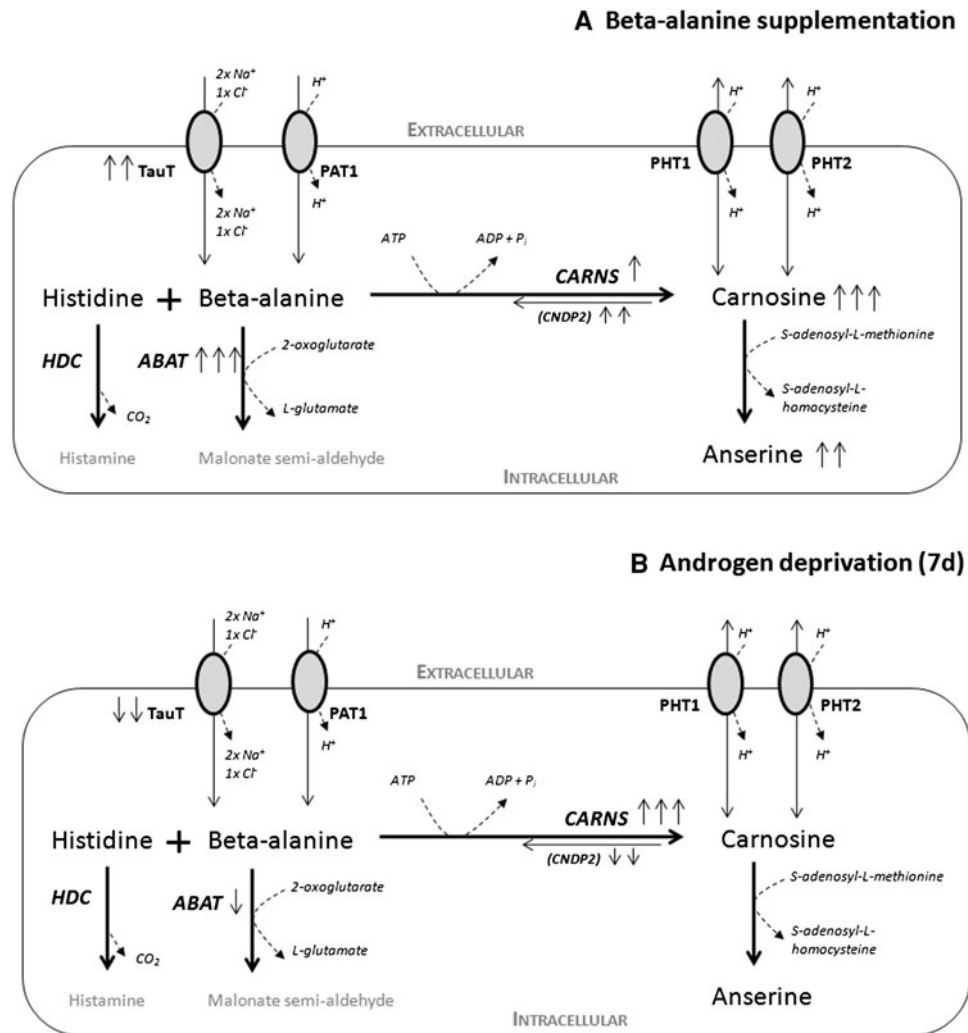 A Beta-alanine supplementation
2x Na⁺
1x Cl⁻
H⁺
H⁺
H⁺
EXTRACELLULAR
↑↑ TauT
PAT1
PHT1
PHT2
2x Na⁺
1x Cl⁻
H⁺
H⁺
H⁺
ATP
ADP + Pᵢ
CARNS ↑
Histidine + Beta-alanine
(CNDP2) ↑↑
Carnosine ↑↑↑
HDC
ABAT ↑↑↑
2-oxoglutarate
S-adenosyl-L-methionine
CO₂
L-glutamate
S-adenosyl-L-
homocysteine
Histamine
Malonate semi-aldehyde
Anserine ↑↑
INTRACELLULAR
B Androgen deprivation (7d)
2x Na⁺
1x Cl⁻
H⁺
H⁺
H⁺
EXTRACELLULAR
↓↓ TauT
PAT1
PHT1
PHT2
2x Na⁺
1x Cl⁻
H⁺
H⁺
H⁺
ATP
ADP + Pᵢ
CARNS ↑↑↑
Histidine + Beta-alanine
(CNDP2) ↓↓
Carnosine
HDC
ABAT ↓
2-oxoglutarate
S-adenosyl-L-methionine
CO₂
L-glutamate
S-adenosyl-L-
homocysteine
Histamine
Malonate semi-aldehyde
Anserine
INTRACELLULAR